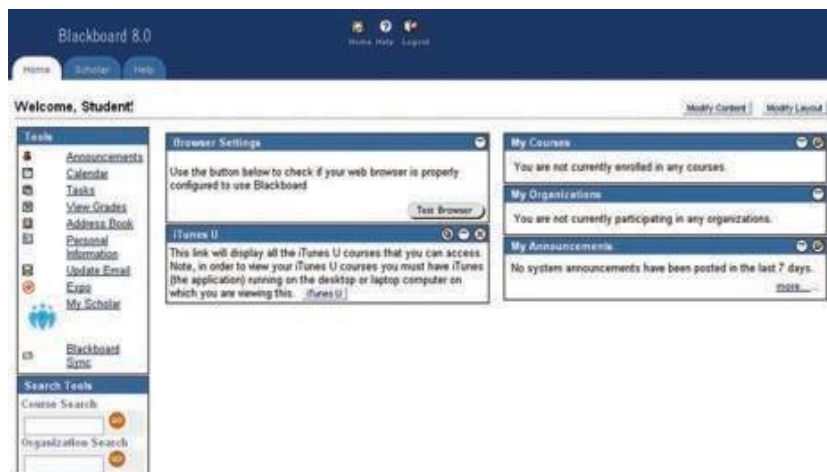 Blackboard 8.0
Home Help Logout
Home Scholar Help
Welcome, Student!
Modify Content Modify Layout
Tools
Announcements
Calendar
Tasks
View Grades
Address Book
Personal
Information
Update Email
Expo
My Scholar
Blackboard
Sync
Search Tools
Course Search
Organization Search
Browser Settings
Use the button below to check if your web browser is properly
configured to use Blackboard
Test Browser
iTunes U
This link will display all the iTunes U courses that you can access.
Note, in order to view your iTunes U courses you must have iTunes
(the application) running on the desktop or laptop computer on
which you are viewing this. iTunes U
My Courses
You are not currently enrolled in any courses.
My Organizations
You are not currently participating in any organizations.
My Announcements
No system announcements have been posted in the last 7 days.
more...